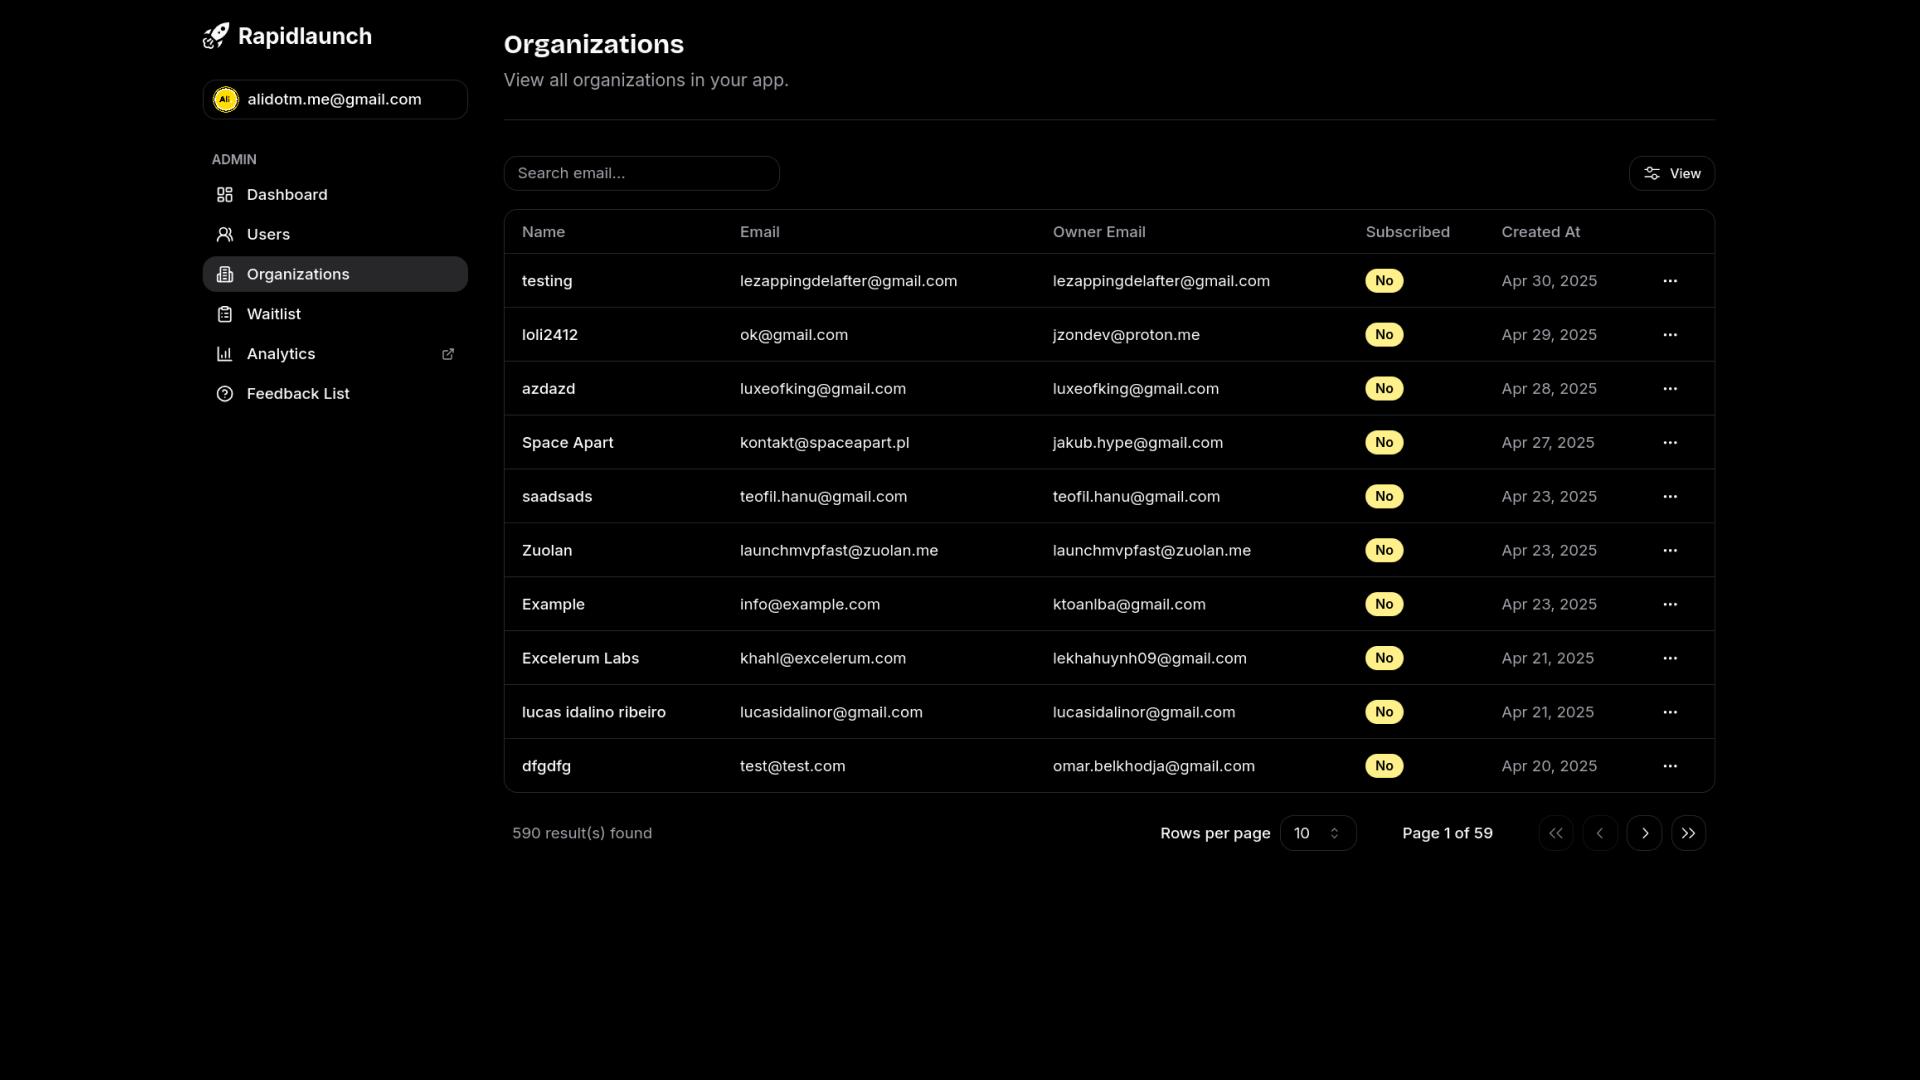 Rapidlaunch
Ali
alidotm.me@gmail.com
ADMIN
Dashboard
Users
Organizations
Waitlist
Analytics
Feedback List
Organizations
View all organizations in your app.
Search email...
View
Name Email Owner Email Subscribed Created At
testing lezappingdelafter@gmail.com lezappingdelafter@gmail.com No Apr 30, 2025
loli2412 ok@gmail.com jzondev@proton.me No Apr 29, 2025
azdazd luxeofking@gmail.com luxeofking@gmail.com No Apr 28, 2025
Space Apart kontakt@spaceapart.pl jakub.hype@gmail.com No Apr 27, 2025
saadsads teofil.hanu@gmail.com teofil.hanu@gmail.com No Apr 23, 2025
Zuolan launchmvpfast@zuolan.me launchmvpfast@zuolan.me No Apr 23, 2025
Example info@example.com ktoanlba@gmail.com No Apr 23, 2025
Excelerum Labs khahl@excelerum.com lekhahuynh09@gmail.com No Apr 21, 2025
lucas idalino ribeiro lucasidalinor@gmail.com lucasidalinor@gmail.com No Apr 21, 2025
dfgdfg test@test.com omar.belkhodja@gmail.com No Apr 20, 2025
590 result(s) found Rows per page 10 Page 1 of 59